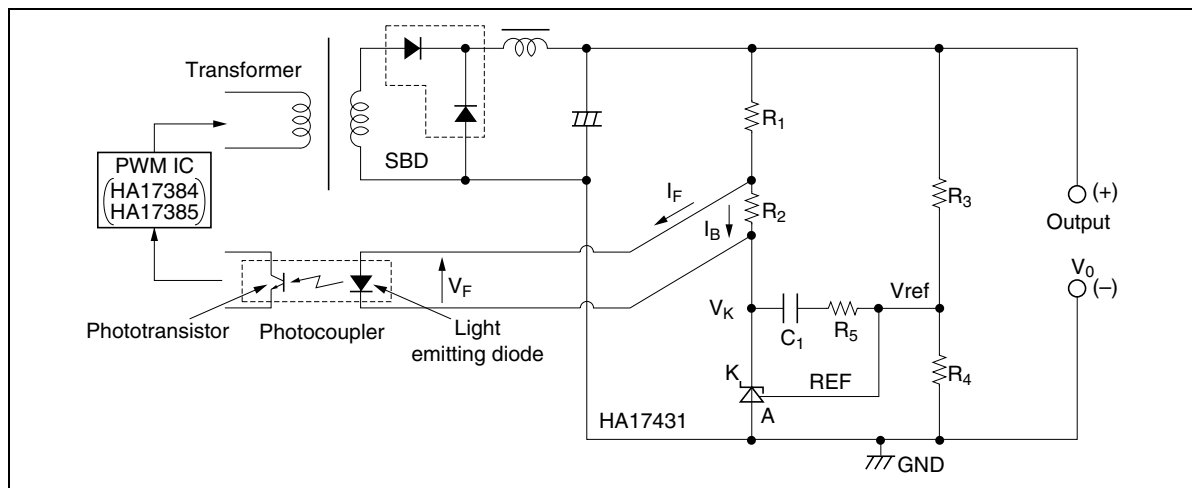 Transformer
SBD
PWM IC
HA17384
HA17385
R1
IF
R2
IB
R3
(+)
Output
V0
(–)
VF
Vref
VK
C1
R5
Phototransistor
Photocoupler
Light
emitting diode
K
REF
A
R4
HA17431
GND